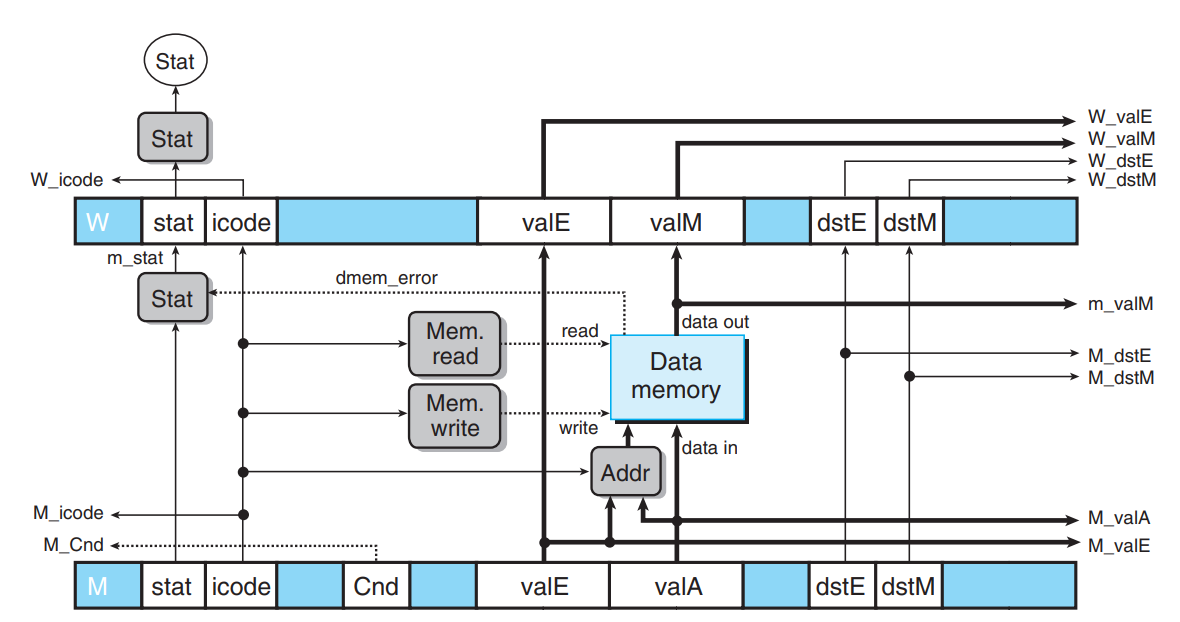 Stat
Stat
W_valE
W_valM
W_dstE
W_icode
W_dstM
W
stat
icode
valE
valM
dstE
dstM
m_stat
dmem_error
Stat
m_valM
data out
Mem.
read
read
Data
memory
M_dstE
M_dstM
Mem.
write
write
data in
Addr
M_icode
M_valA
M_Cnd
M_valE
M
stat
icode
Cnd
valE
valA
dstE
dstM